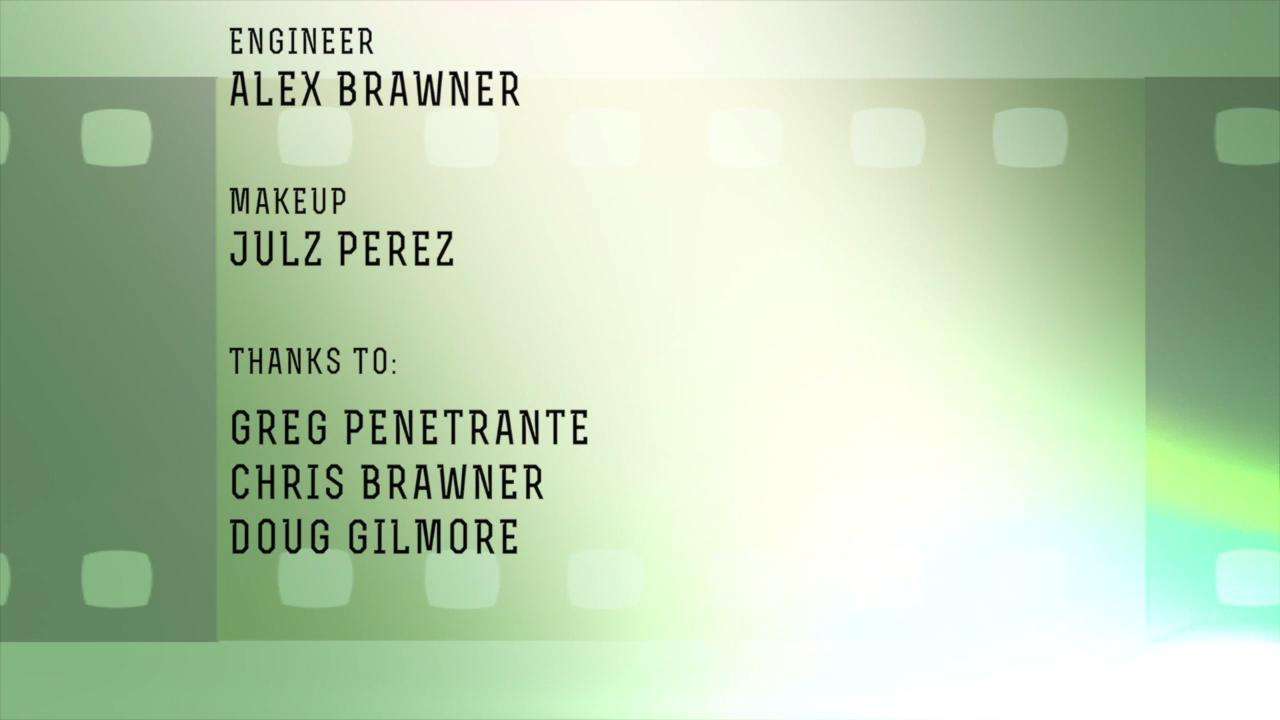 ENGINEER
ALEX BRAWNER
MAKEUP
JULZ PEREZ
THANKS TO:
GREG PENETRANTE
CHRIS BRAWNER
DOUG GILMORE